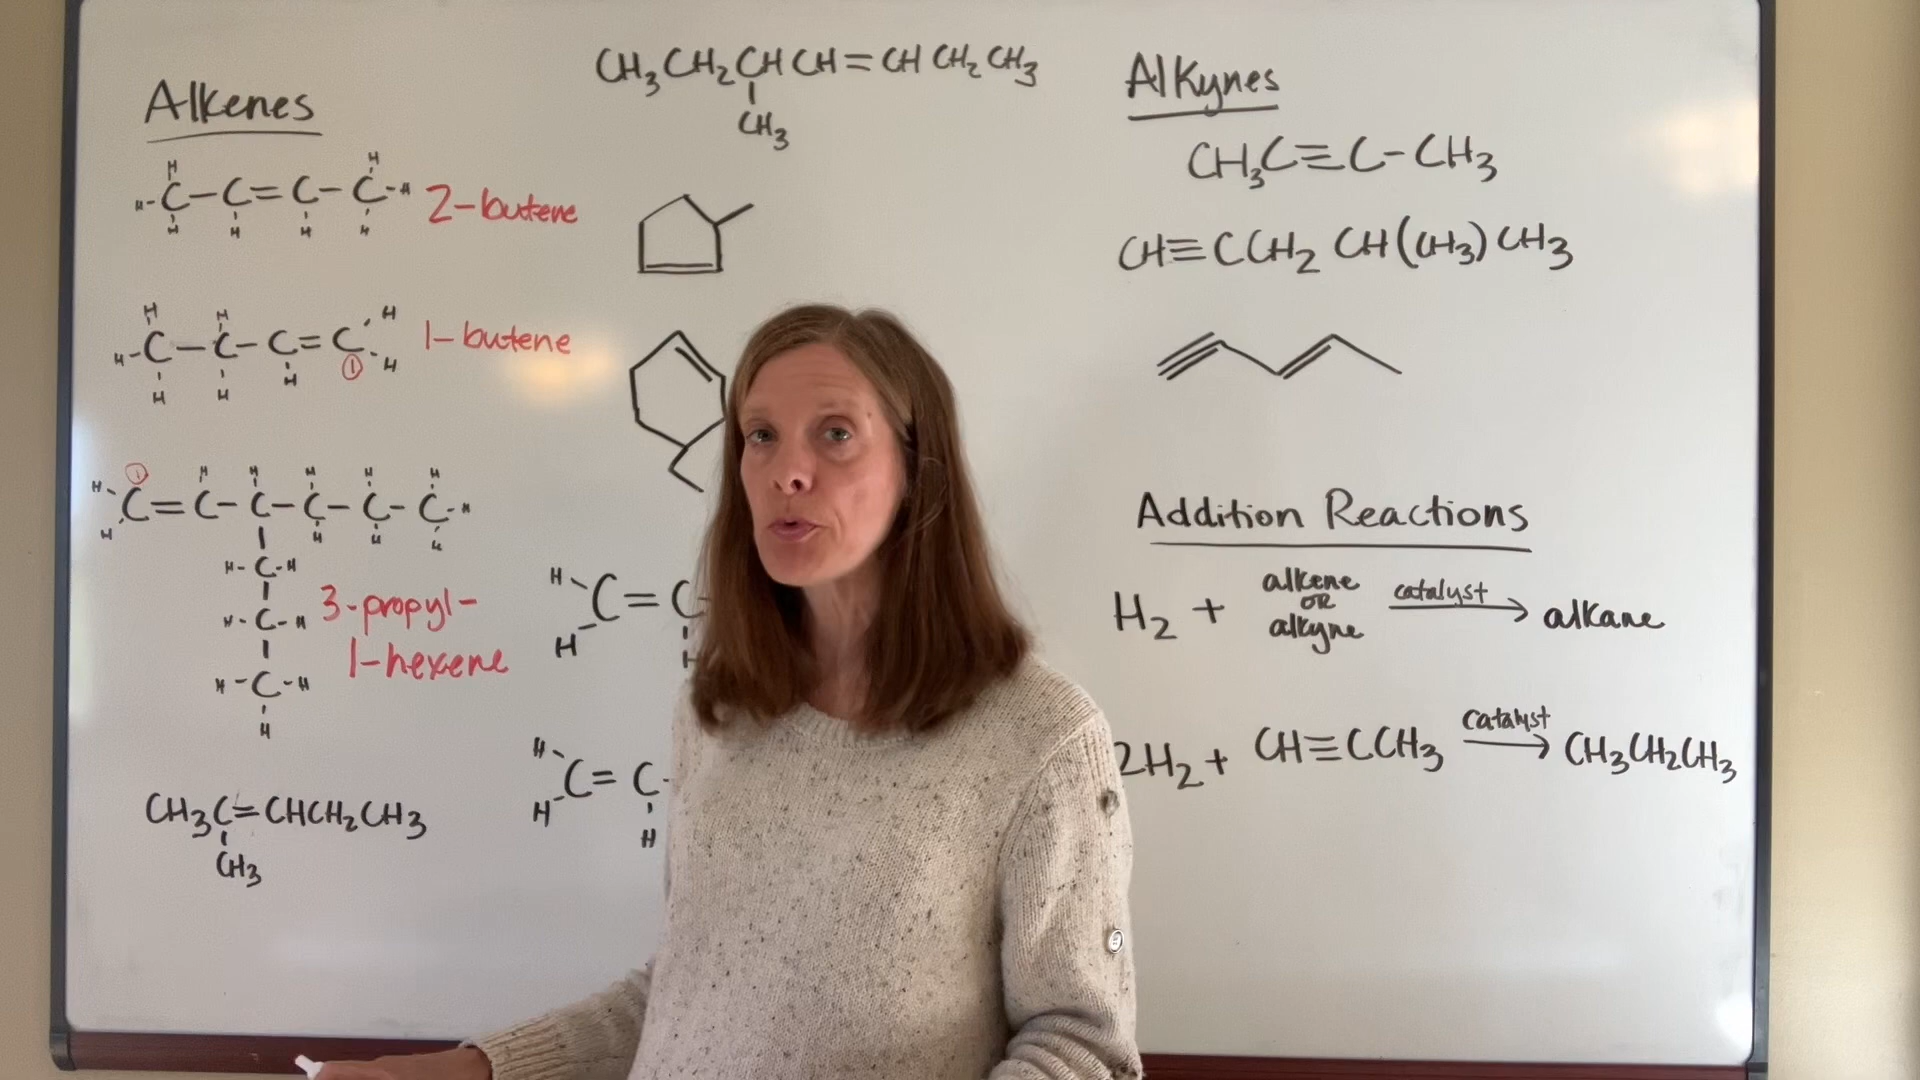 Alkenes
H H
H-C-C=C-C-H 2-butene
H H H H
H H H
H-C-C-C=C 1-butene
H H H ① H
① H H H H H
H C=C-C-C-C-C-H
H H H H
H-C-H
H-C-H 3-propyl-
1-hexene
H-C-H
H
CH₃C=CHCH₂CH₃
CH₃
CH₃CH₂CHCH=CHCH₂CH₃
CH₃
H
C=C-
H H
H
C=C-
H H
Alkynes
CH₃C≡C-CH₃
CH≡CCH₂CH(CH₃)CH₃
Addition Reactions
H₂ + alkene OR alkyne catalyst → alkane
2H₂ + CH≡CCH₃ catalyst → CH₃CH₂CH₃